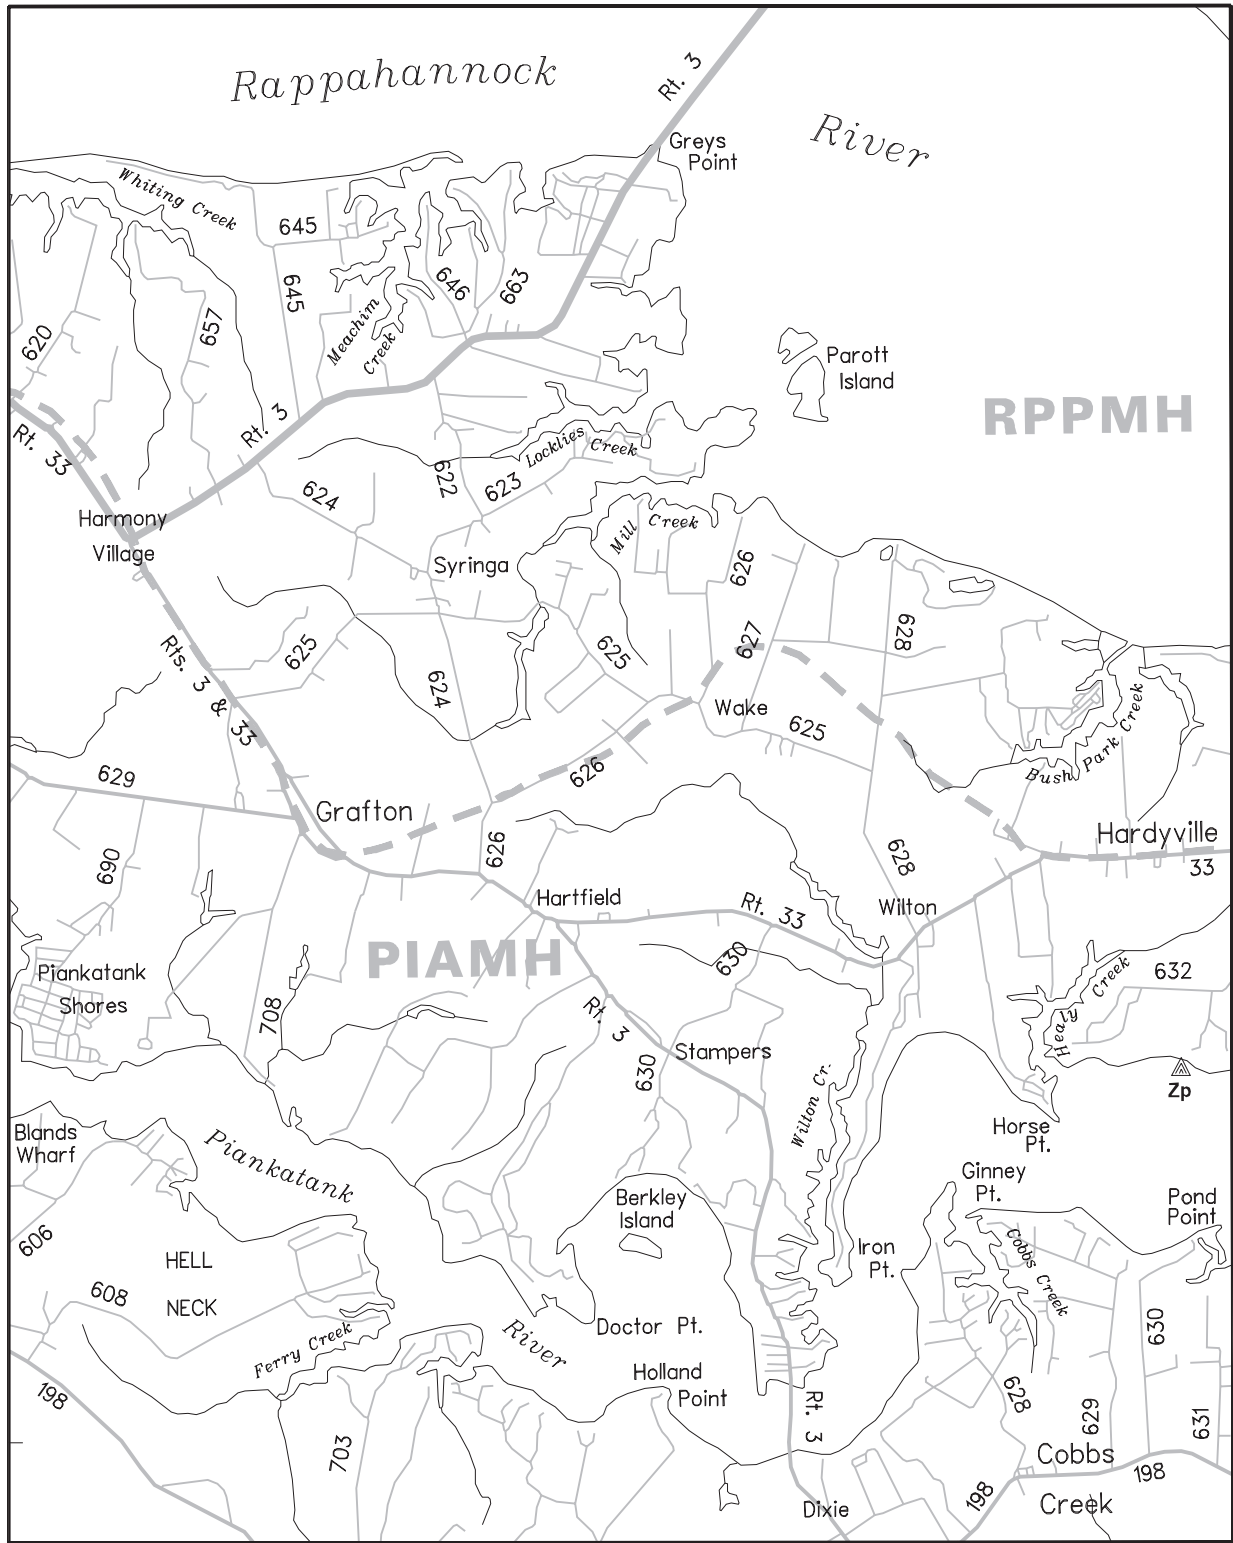 Rappahannock
Rt. 3
River
Greys
Point
Whiting Creek
645
645
646
663
657
620
Meachim
Creek
Parott
Island
RPPMH
Rt. 3
Rt. 33
Locklies
Creek
622
623
624
Harmony
Village
Mill
Creek
Syringa
626
627
628
625
625
Rts. 3 & 33
624
Wake
625
Bush
Park Creek
629
626
Grafton
Hardyville
33
690
626
628
Hartfield
Rt. 33
Wilton
PIAMH
630
Piankatank
Shores
708
Rt. 3
Healy
Creek
632
Stampers
630
Wilton Cr.
Zp
Horse
Pt.
Blands
Wharf
Piankatank
Ginney
Pt.
Pond
Point
Berkley
Island
606
HELL
NECK
Iron
Pt.
Cobbs Creek
608
Ferry Creek
River
Doctor Pt.
630
Holland
Point
198
Rt. 3
628
629
631
703
Cobbs
Creek
198
198
Dixie